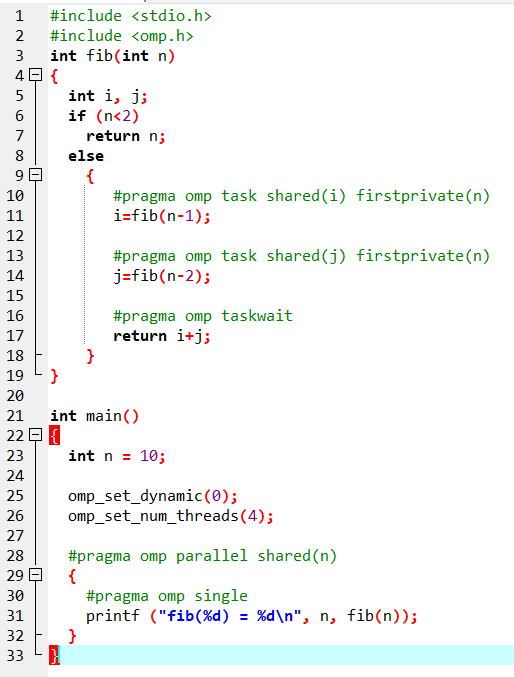 1 #include <stdio.h>
2 #include <omp.h>
3 int fib(int n)
4 {
5 int i, j;
6 if (n<2)
7 return n;
8 else
9 {
10 #pragma omp task shared(i) firstprivate(n)
11 i=fib(n-1);
12
13 #pragma omp task shared(j) firstprivate(n)
14 j=fib(n-2);
15
16 #pragma omp taskwait
17 return i+j;
18 }
19 }
20
21 int main()
22 {
23 int n = 10;
24
25 omp_set_dynamic(0);
26 omp_set_num_threads(4);
27
28 #pragma omp parallel shared(n)
29 {
30 #pragma omp single
31 printf ("fib(%d) = %d\n", n, fib(n));
32 }
33 }